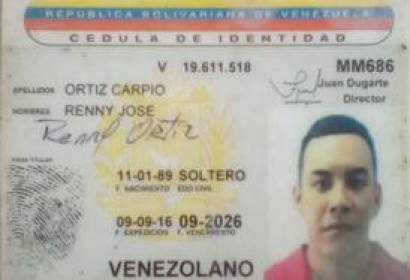 REPUBLICA BOLIVARIANA DE VENEZUELA
CEDULA DE IDENTIDAD
V 19.611.518 MM686
Juan Dugarte
Director
APELLIDOS ORTIZ CARPIO
NOMBRES RENNY JOSE
Renny Ortiz
FIRMA TITULAR
11-01-89 SOLTERO
F. NACIMIENTO EDO CIVIL
09-09-16 09-2026
F. EXPEDICION F. VENCIMIENTO
VENEZOLANO